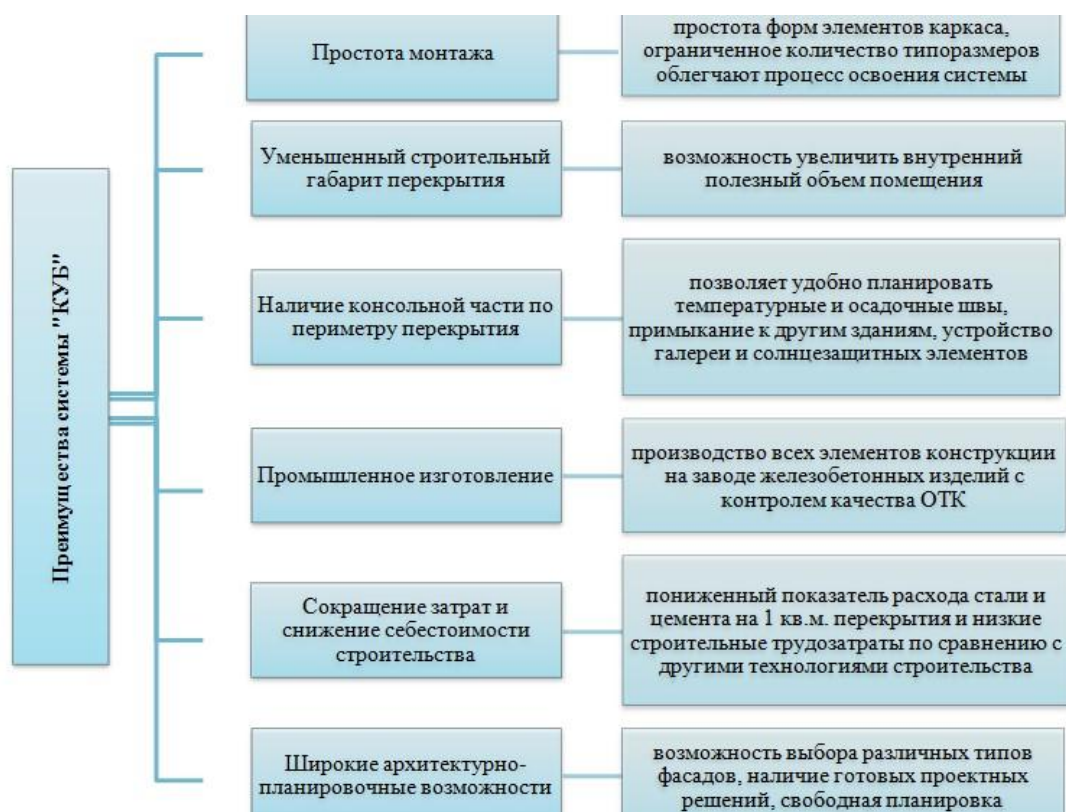 Преимущества системы "КУБ"
Простота монтажа
простота форм элементов каркаса,
ограниченное количество типоразмеров
облегчают процесс освоения системы
Уменьшенный строительный
габарит перекрытия
возможность увеличить внутренний
полезный объем помещения
Наличие консольной части по
периметру перекрытия
позволяет удобно планировать
температурные и осадочные швы,
примыкание к другим зданиям, устройство
галереи и солнцезащитных элементов
Промышленное изготовление
производство всех элементов конструкции
на заводе железобетонных изделий с
контролем качества ОТК
Сокращение затрат и
снижение себестоимости
строительства
пониженный показатель расхода стали и
цемента на 1 кв.м. перекрытия и низкие
строительные трудозатраты по сравнению с
другими технологиями строительства
Широкие архитектурно-
планировочные возможности
возможность выбора различных типов
фасадов, наличие готовых проектных
решений, свободная планировка